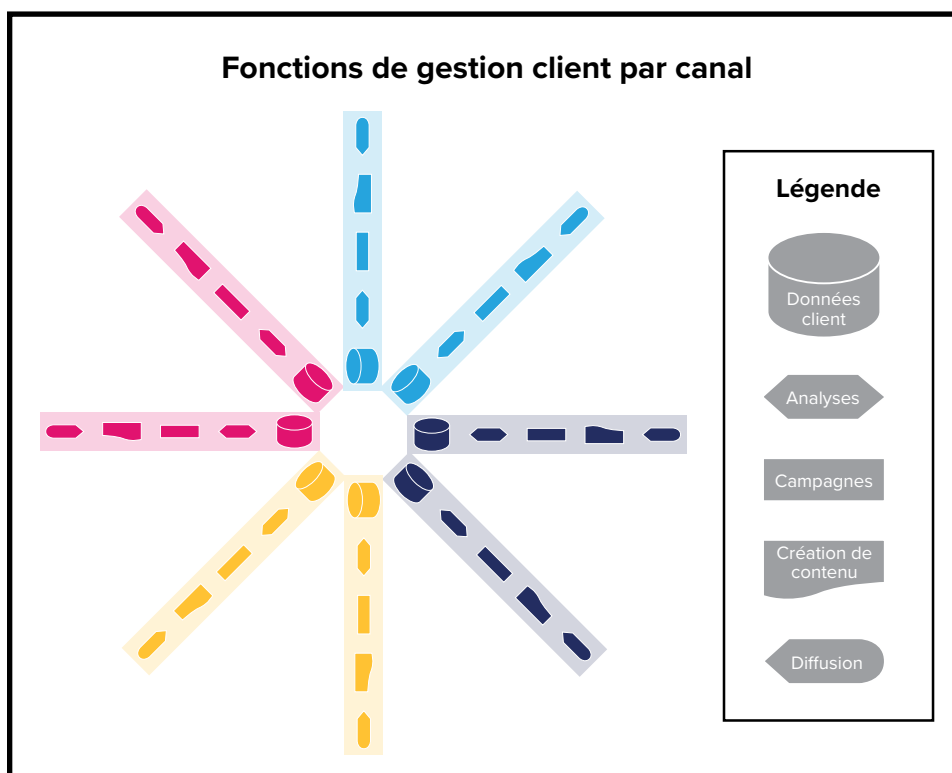 Fonctions de gestion client par canal
Légende
Données
client
Analyses
Campagnes
Création de
contenu
Diffusion